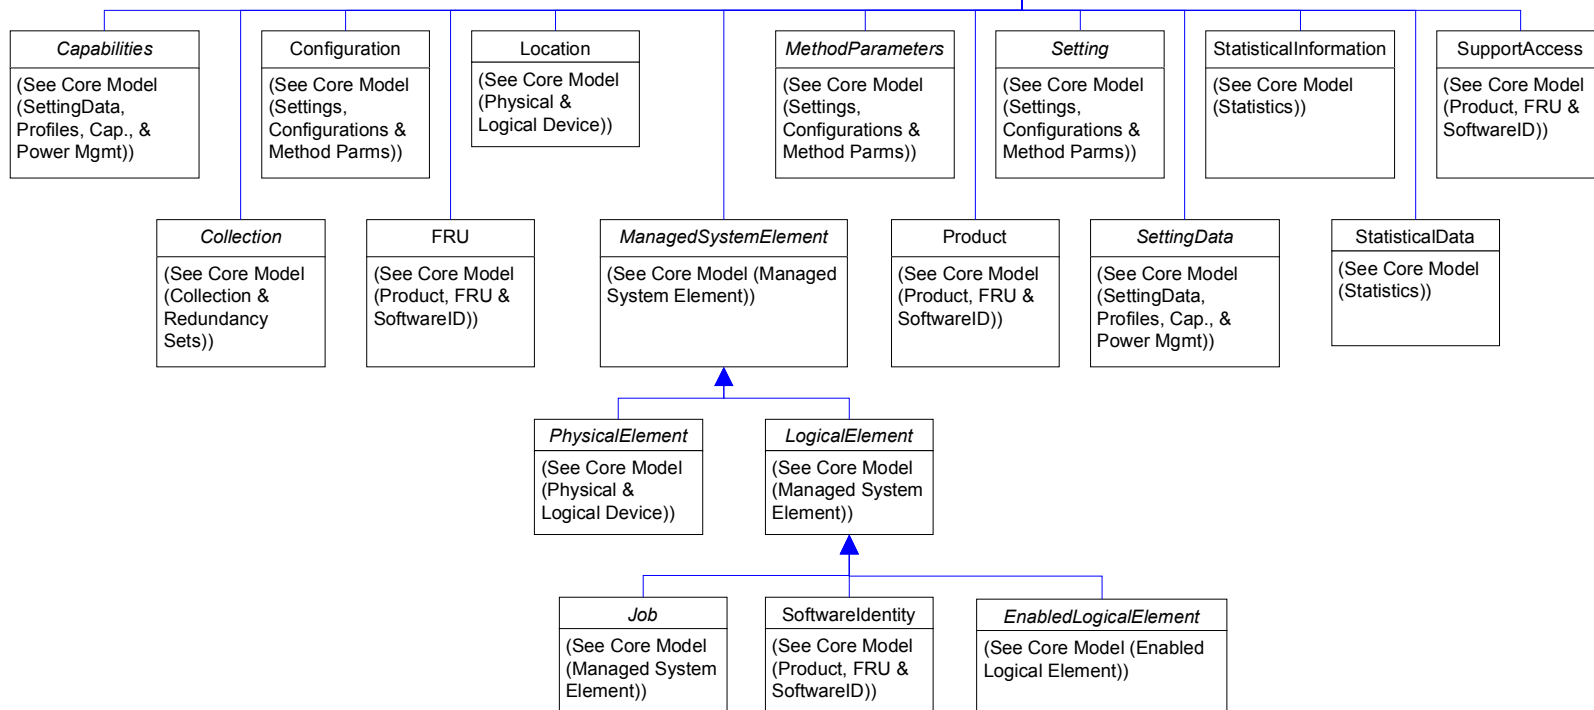 Capabilities
(See Core Model
(SettingData,
Profiles, Cap., &
Power Mgmt))
Configuration
(See Core Model
(Settings,
Configurations &
Method Parms))
Location
(See Core Model
(Physical &
Logical Device))
MethodParameters
(See Core Model
(Settings,
Configurations &
Method Parms))
Setting
(See Core Model
(Settings,
Configurations &
Method Parms))
StatisticalInformation
(See Core Model
(Statistics))
SupportAccess
(See Core Model
(Product, FRU &
SoftwareID))
Collection
(See Core Model
(Collection &
Redundancy
Sets))
FRU
(See Core Model
(Product, FRU &
SoftwareID))
ManagedSystemElement
(See Core Model (Managed
System Element))
Product
(See Core Model
(Product, FRU &
SoftwareID))
SettingData
(See Core Model
(SettingData,
Profiles, Cap., &
Power Mgmt))
StatisticalData
(See Core Model
(Statistics))
PhysicalElement
(See Core Model
(Physical &
Logical Device))
LogicalElement
(See Core Model
(Managed System
Element))
Job
(See Core Model
(Managed System
Element))
SoftwareIdentity
(See Core Model
(Product, FRU &
SoftwareID))
EnabledLogicalElement
(See Core Model (Enabled
Logical Element))